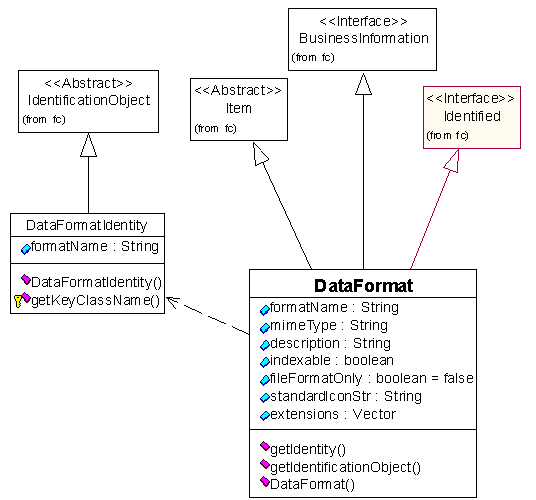 <<Interface>>
BusinessInformation
(from fc)
<<Abstract>>
IdentificationObject
(from fc)
<<Abstract>>
Item
(from fc)
<<Interface>>
Identified
(from fc)
DataFormatIdentity
formatName : String
DataFormatIdentity()
getKeyClassName()
DataFormat
formatName : String
mimeType : String
description : String
indexable : boolean
fileFormatOnly : boolean = false
standardIconStr : String
extensions : Vector
getIdentity()
getIdentificationObject()
DataFormat()